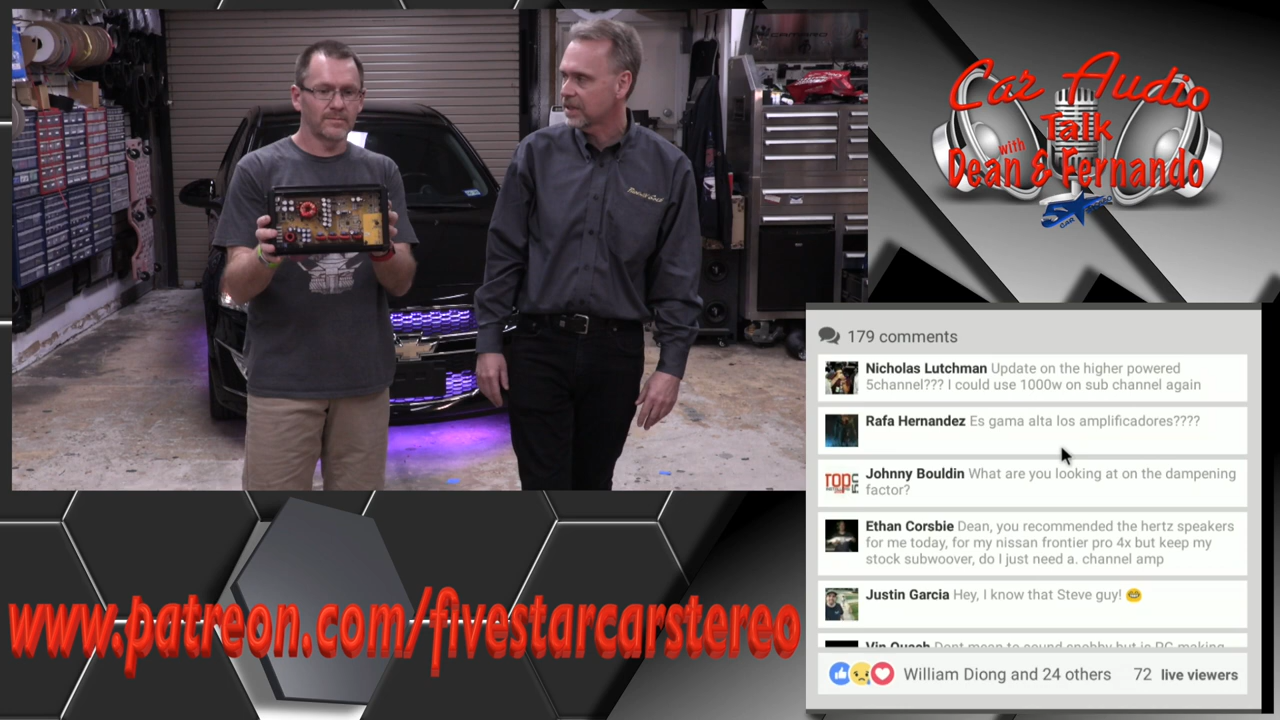 Car Audio
Talk
with
Dean & Fernando
179 comments
Nicholas Lutchman Update on the higher powered
5channel??? I could use 1000w on sub channel again
Rafa Hernandez Es gama alta los amplificadores????
Johnny Bouldin What are you looking at on the dampening
factor?
Ethan Corsbie Dean, you recommended the hertz speakers
for me today, for my nissan frontier pro 4x but keep my
stock subwoover, do I just need a. channel amp
Justin Garcia Hey, I know that Steve guy!
William Diong and 24 others 72 live viewers
www.patreon.com/fivestarcarstereo